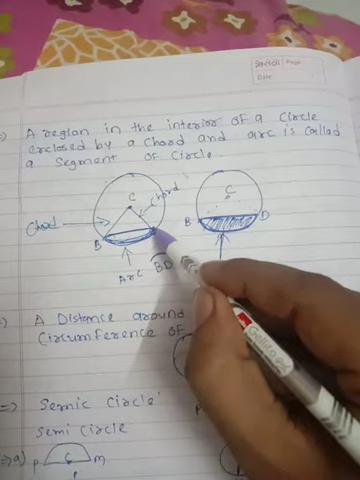 Page
Date
A region in the interior of a circle
enclosed by a chord and arc is called
a segment of circle.
C
Chord
Chord
B
Arc BD
C
B
D
A Distance around
circumference of
=> Semic circle
semi circle
=> a)
P
C
m
Gellito